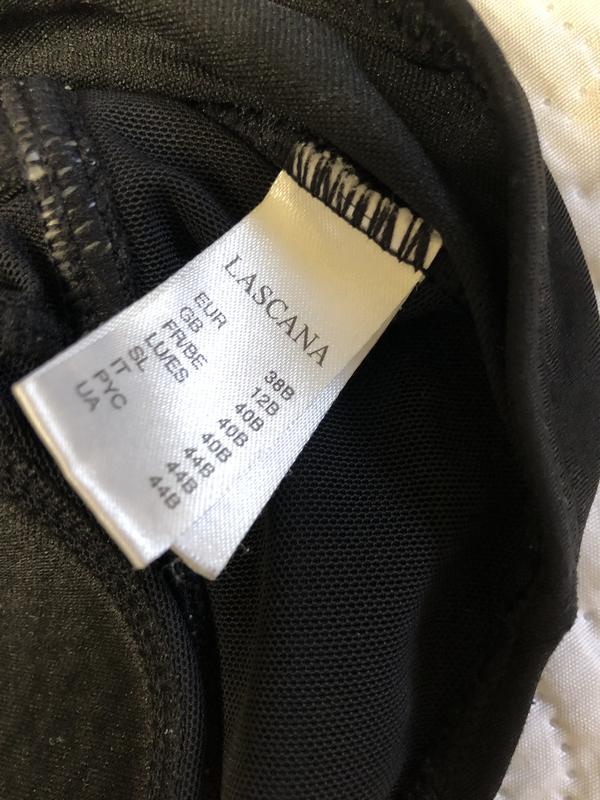 LASCANA
EUR 38B
GB 12B
FR/BE 40B
LU/ES 40B
SL 40B
IT 44B
PYC 44B
UA 44B